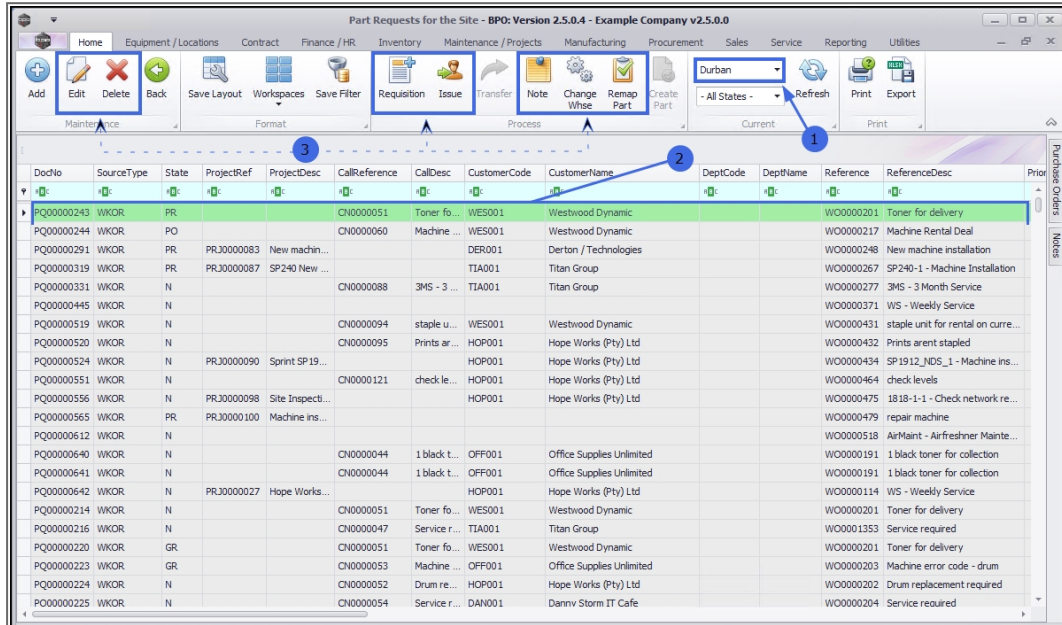 Part Requests for the Site - BPO: Version 2.5.0.4 - Example Company v2.5.0.0
Home Equipment / Locations Contract Finance / HR Inventory Maintenance / Projects Manufacturing Procurement Sales Service Reporting Utilities
Add Edit Delete Back Save Layout Workspaces Save Filter Requisition Issue Transfer Note Change Whse Remap Part Create Part Durban - All States - Refresh Print Export
Maintenance Format Process Current Print
3 1
2
DocNo SourceType State ProjectRef ProjectDesc CallReference CallDesc CustomerCode CustomerName DeptCode DeptName Reference ReferenceDesc Prior
PQ00000243 WKOR PR CN0000051 Toner fo... WES001 Westwood Dynamic WO0000201 Toner for delivery
PQ00000244 WKOR PO CN0000060 Machine ... WES001 Westwood Dynamic WO0000217 Machine Rental Deal
PQ00000291 WKOR PR PRJ0000083 New machin... DER001 Derton / Technologies WO0000248 New machine installation
PQ00000319 WKOR PR PRJ0000087 SP240 New ... TIA001 Titan Group WO0000267 SP240-1 - Machine Installation
PQ00000331 WKOR N CN0000088 3MS - 3 ... TIA001 Titan Group WO0000277 3MS - 3 Month Service
PQ00000445 WKOR N WO0000371 WS - Weekly Service
PQ00000519 WKOR N CN0000094 staple u... WES001 Westwood Dynamic WO0000431 staple unit for rental on curre...
PQ00000520 WKOR N CN0000095 Prints ar... HOP001 Hope Works (Pty) Ltd WO0000432 Prints arent stapled
PQ00000524 WKOR N PRJ0000090 Sprint SP19... HOP001 Hope Works (Pty) Ltd WO0000434 SP1912_NDS_1 - Machine ins...
PQ00000551 WKOR N CN0000121 check le... HOP001 Hope Works (Pty) Ltd WO0000464 check levels
PQ00000556 WKOR N PRJ0000098 Site Inspecti... HOP001 Hope Works (Pty) Ltd WO0000475 1818-1-1 - Check network re...
PQ00000565 WKOR PR PRJ0000100 Machine ins... WO0000479 repair machine
PQ00000612 WKOR N WO0000518 AirMaint - Airfreshner Mainte...
PQ00000640 WKOR N CN0000044 1 black t... OFF001 Office Supplies Unlimited WO0000191 1 black toner for collection
PQ00000641 WKOR N CN0000044 1 black t... OFF001 Office Supplies Unlimited WO0000191 1 black toner for collection
PQ00000642 WKOR N PRJ0000027 Hope Works... HOP001 Hope Works (Pty) Ltd WO0000114 WS - Weekly Service
PQ00000214 WKOR N CN0000051 Toner fo... WES001 Westwood Dynamic WO0000201 Toner for delivery
PQ00000216 WKOR N CN0000047 Service r... TIA001 Titan Group WO0001353 Service required
PQ00000220 WKOR GR CN0000051 Toner fo... WES001 Westwood Dynamic WO0000201 Toner for delivery
PQ00000223 WKOR GR CN0000053 Machine ... OFF001 Office Supplies Unlimited WO0000203 Machine error code - drum
PQ00000224 WKOR N CN0000052 Drum re... HOP001 Hope Works (Pty) Ltd WO0000202 Drum replacement required
PQ00000225 WKOR N CN0000054 Service r... DAN001 Danny Storm IT Cafe WO0000204 Service required
Purchase Orders
Notes